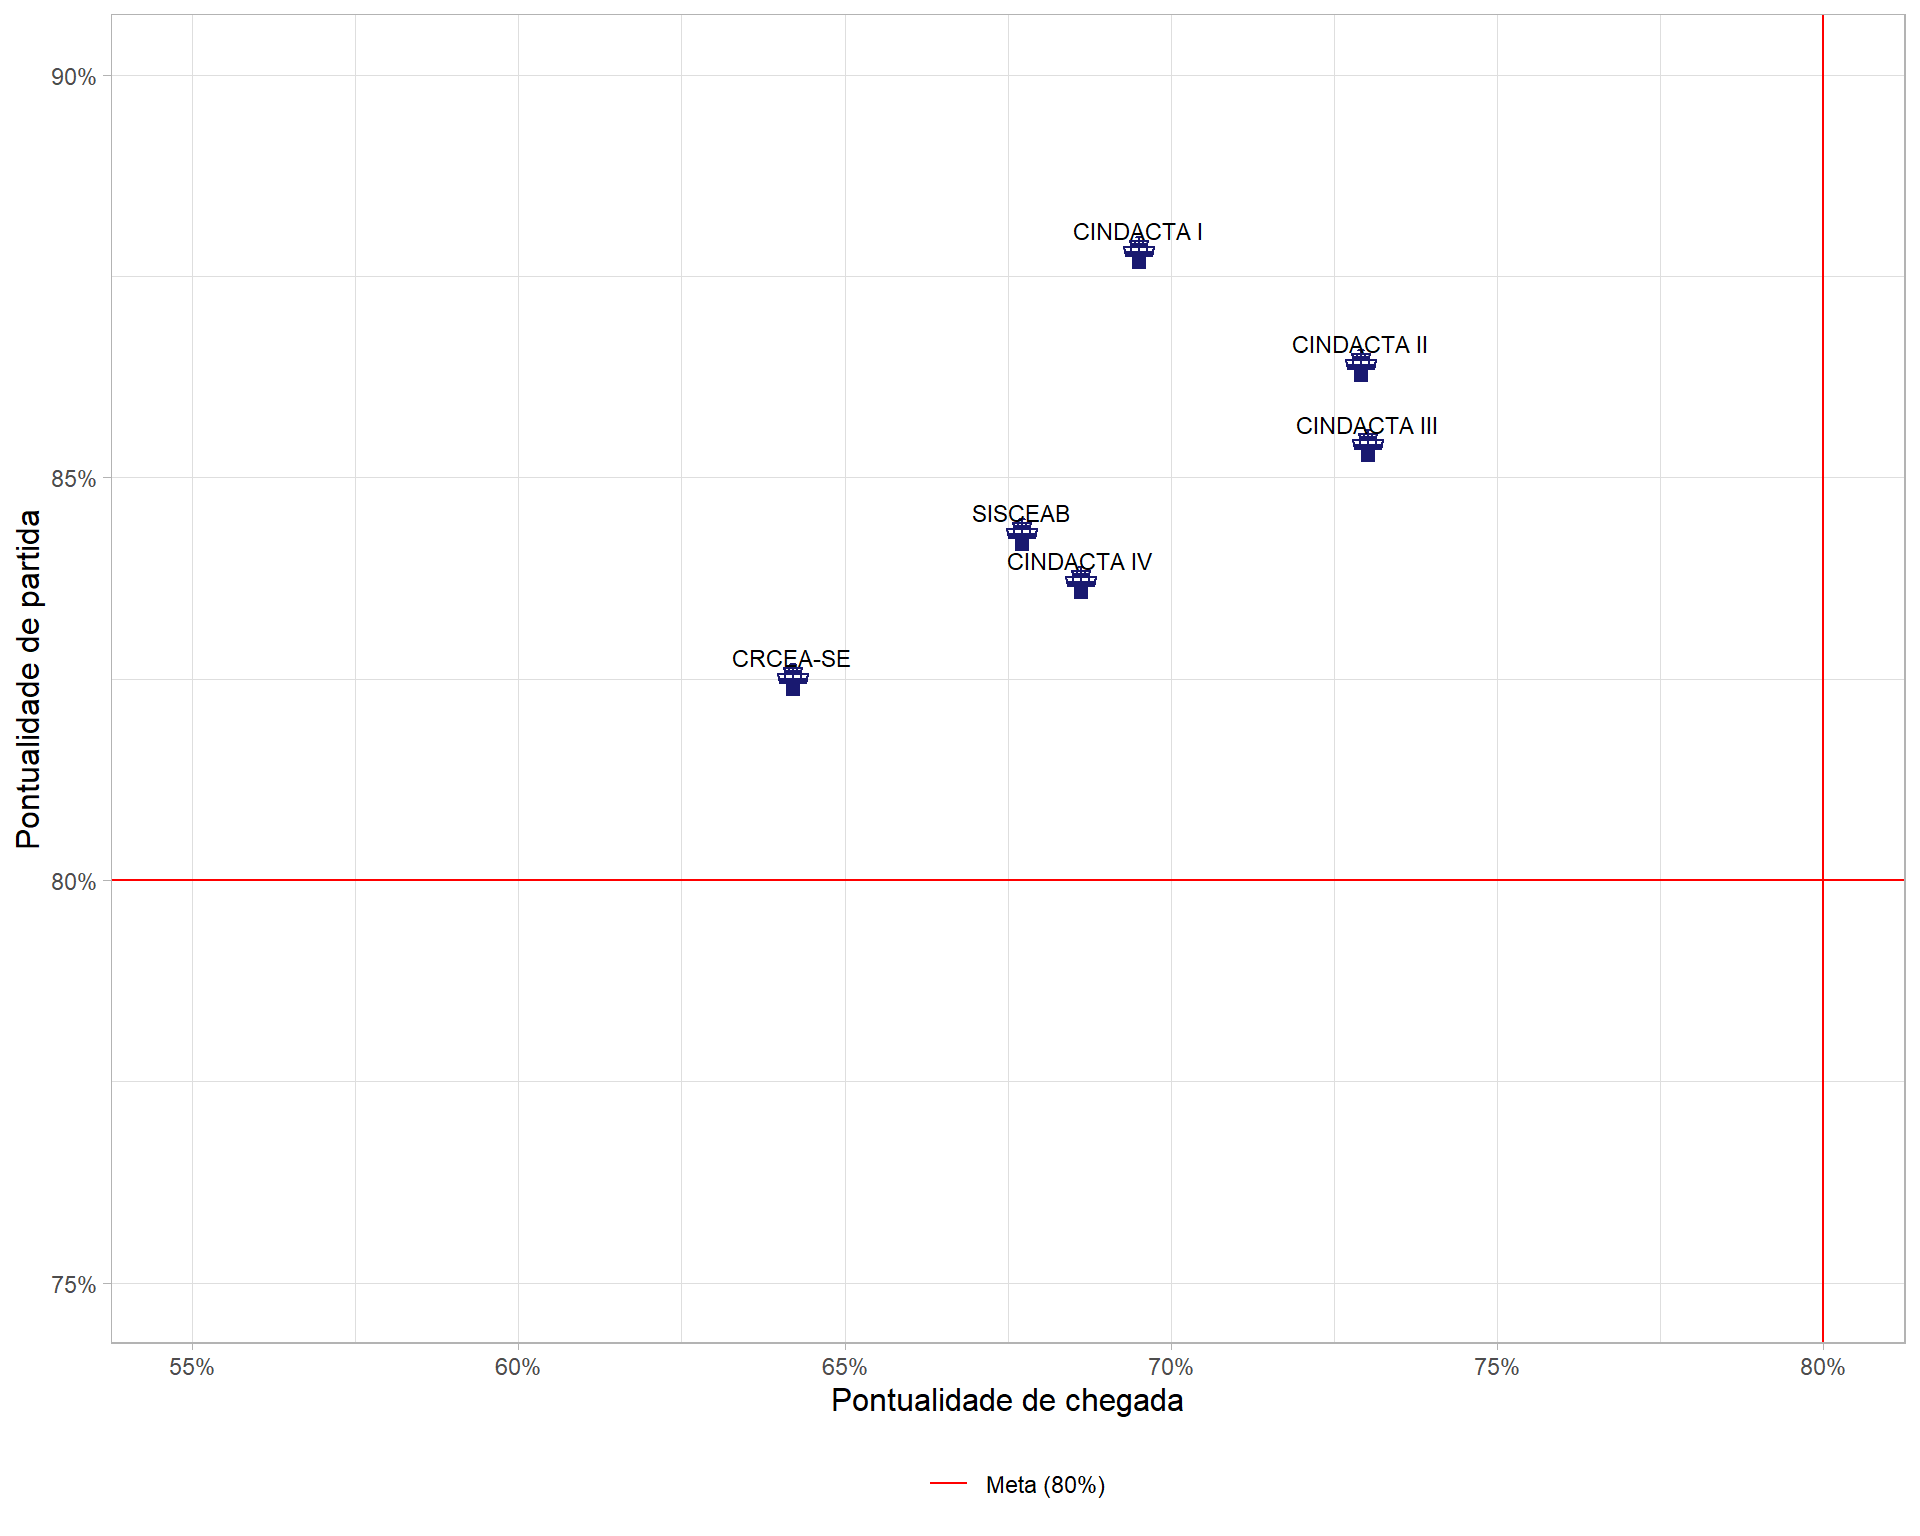 90%
CINDACTA I
CINDACTA II
CINDACTA III
85%
SISCEAB
CINDACTA IV
CRCEA-SE
Pontualidade de partida
80%
75%
55% 60% 65% 70% 75% 80%
Pontualidade de chegada
Meta (80%)